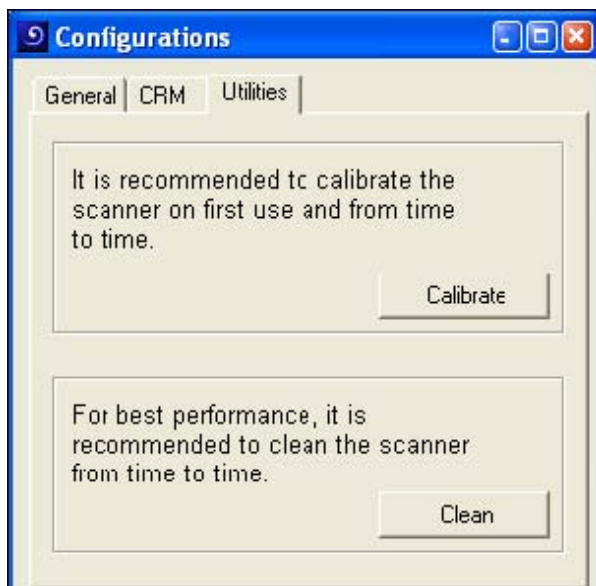 Configurations
General CRM Utilities
It is recommended to calibrate the
scanner on first use and from time
to time.
Calibrate
For best performance, it is
recommended to clean the scanner
from time to time.
Clean